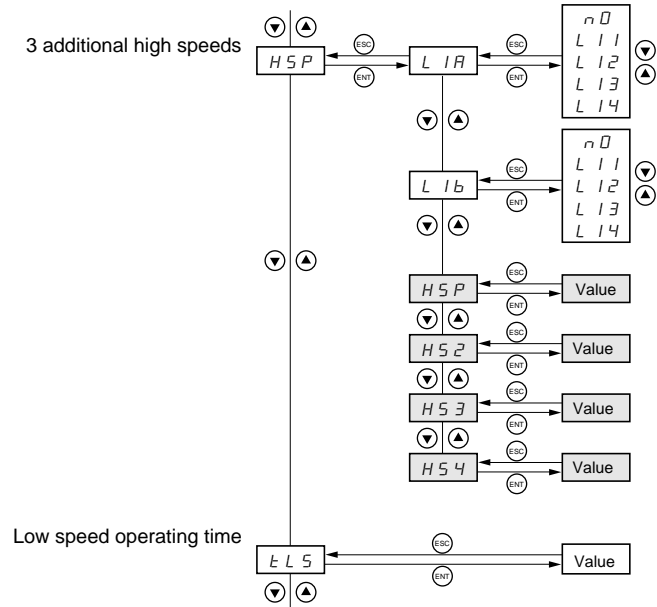 3 additional high speeds
HSP
ESC
ENT
LIA
ESC
ENT
nO
LI1
LI2
LI3
LI4
LIb
ESC
ENT
nO
LI1
LI2
LI3
LI4
HSP
ESC
ENT
Value
HS2
ESC
ENT
Value
HS3
ESC
ENT
Value
HS4
ESC
ENT
Value
Low speed operating time
tLS
ESC
ENT
Value